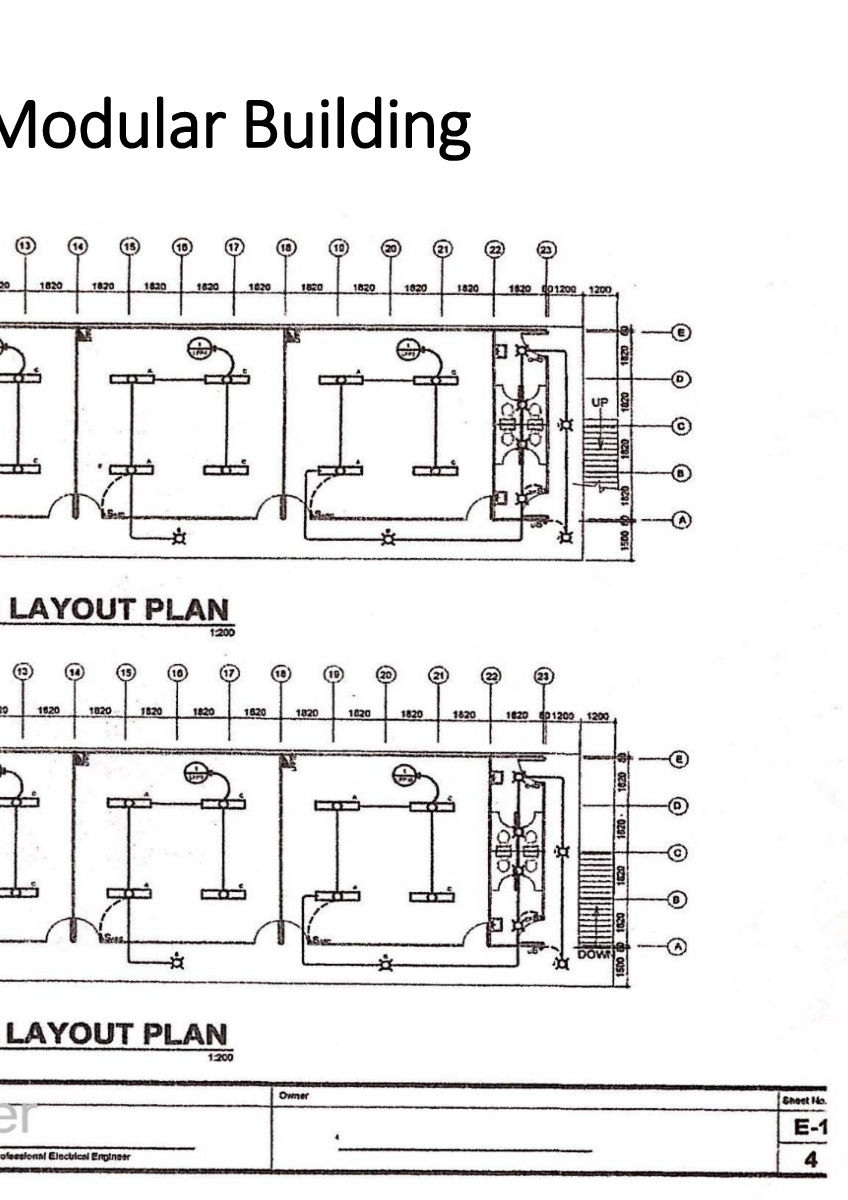 Modular Building
13 14 15 16 17 18 19 20 21 22 23
20 1820 1820 1820 1820 1820 1820 1820 1820 1820 1820 1200 1200
E
1820
D
1820
UP
C
1820
B
1820
A
1500
A C A C
A C A C
LAYOUT PLAN
1:200
13 14 15 16 17 18 19 20 21 22 23
20 1820 1820 1820 1820 1820 1820 1820 1820 1820 1820 1200 1200
E
1820
D
1820
C
1820
B
1820
A
DOWN
1500
LAYOUT PLAN
1:200
Owner
Sheet No.
er
E-1
ofessional Electrical Engineer
4